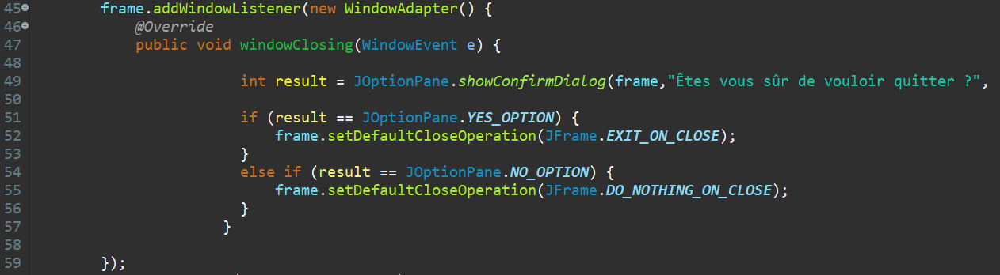 45 frame.addWindowListener(new WindowAdapter() {
46 @Override
47 public void windowClosing(WindowEvent e) {
48
49 int result = JOptionPane.showConfirmDialog(frame,"Êtes vous sûr de vouloir quitter ?",
50
51 if (result == JOptionPane.YES_OPTION) {
52 frame.setDefaultCloseOperation(JFrame.EXIT_ON_CLOSE);
53 }
54 else if (result == JOptionPane.NO_OPTION) {
55 frame.setDefaultCloseOperation(JFrame.DO_NOTHING_ON_CLOSE);
56 }
57 }
58
59 });